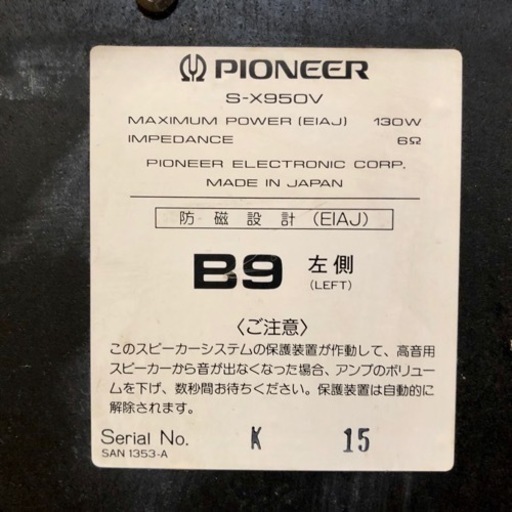 PIONEER
S-X950V
MAXIMUM POWER (EIAJ) 130W
IMPEDANCE 6Ω
PIONEER ELECTRONIC CORP.
MADE IN JAPAN
防磁設計 (EIAJ)
B9 左側
(LEFT)
〈ご注意〉
このスピーカーシステムの保護装置が作動して、高音用
スピーカーから音が出なくなった場合、アンプのボリュー
ムを下げ、数秒間お待ちください。保護装置は自動的に
解除されます。
Serial No. K 15
SAN 1353-A